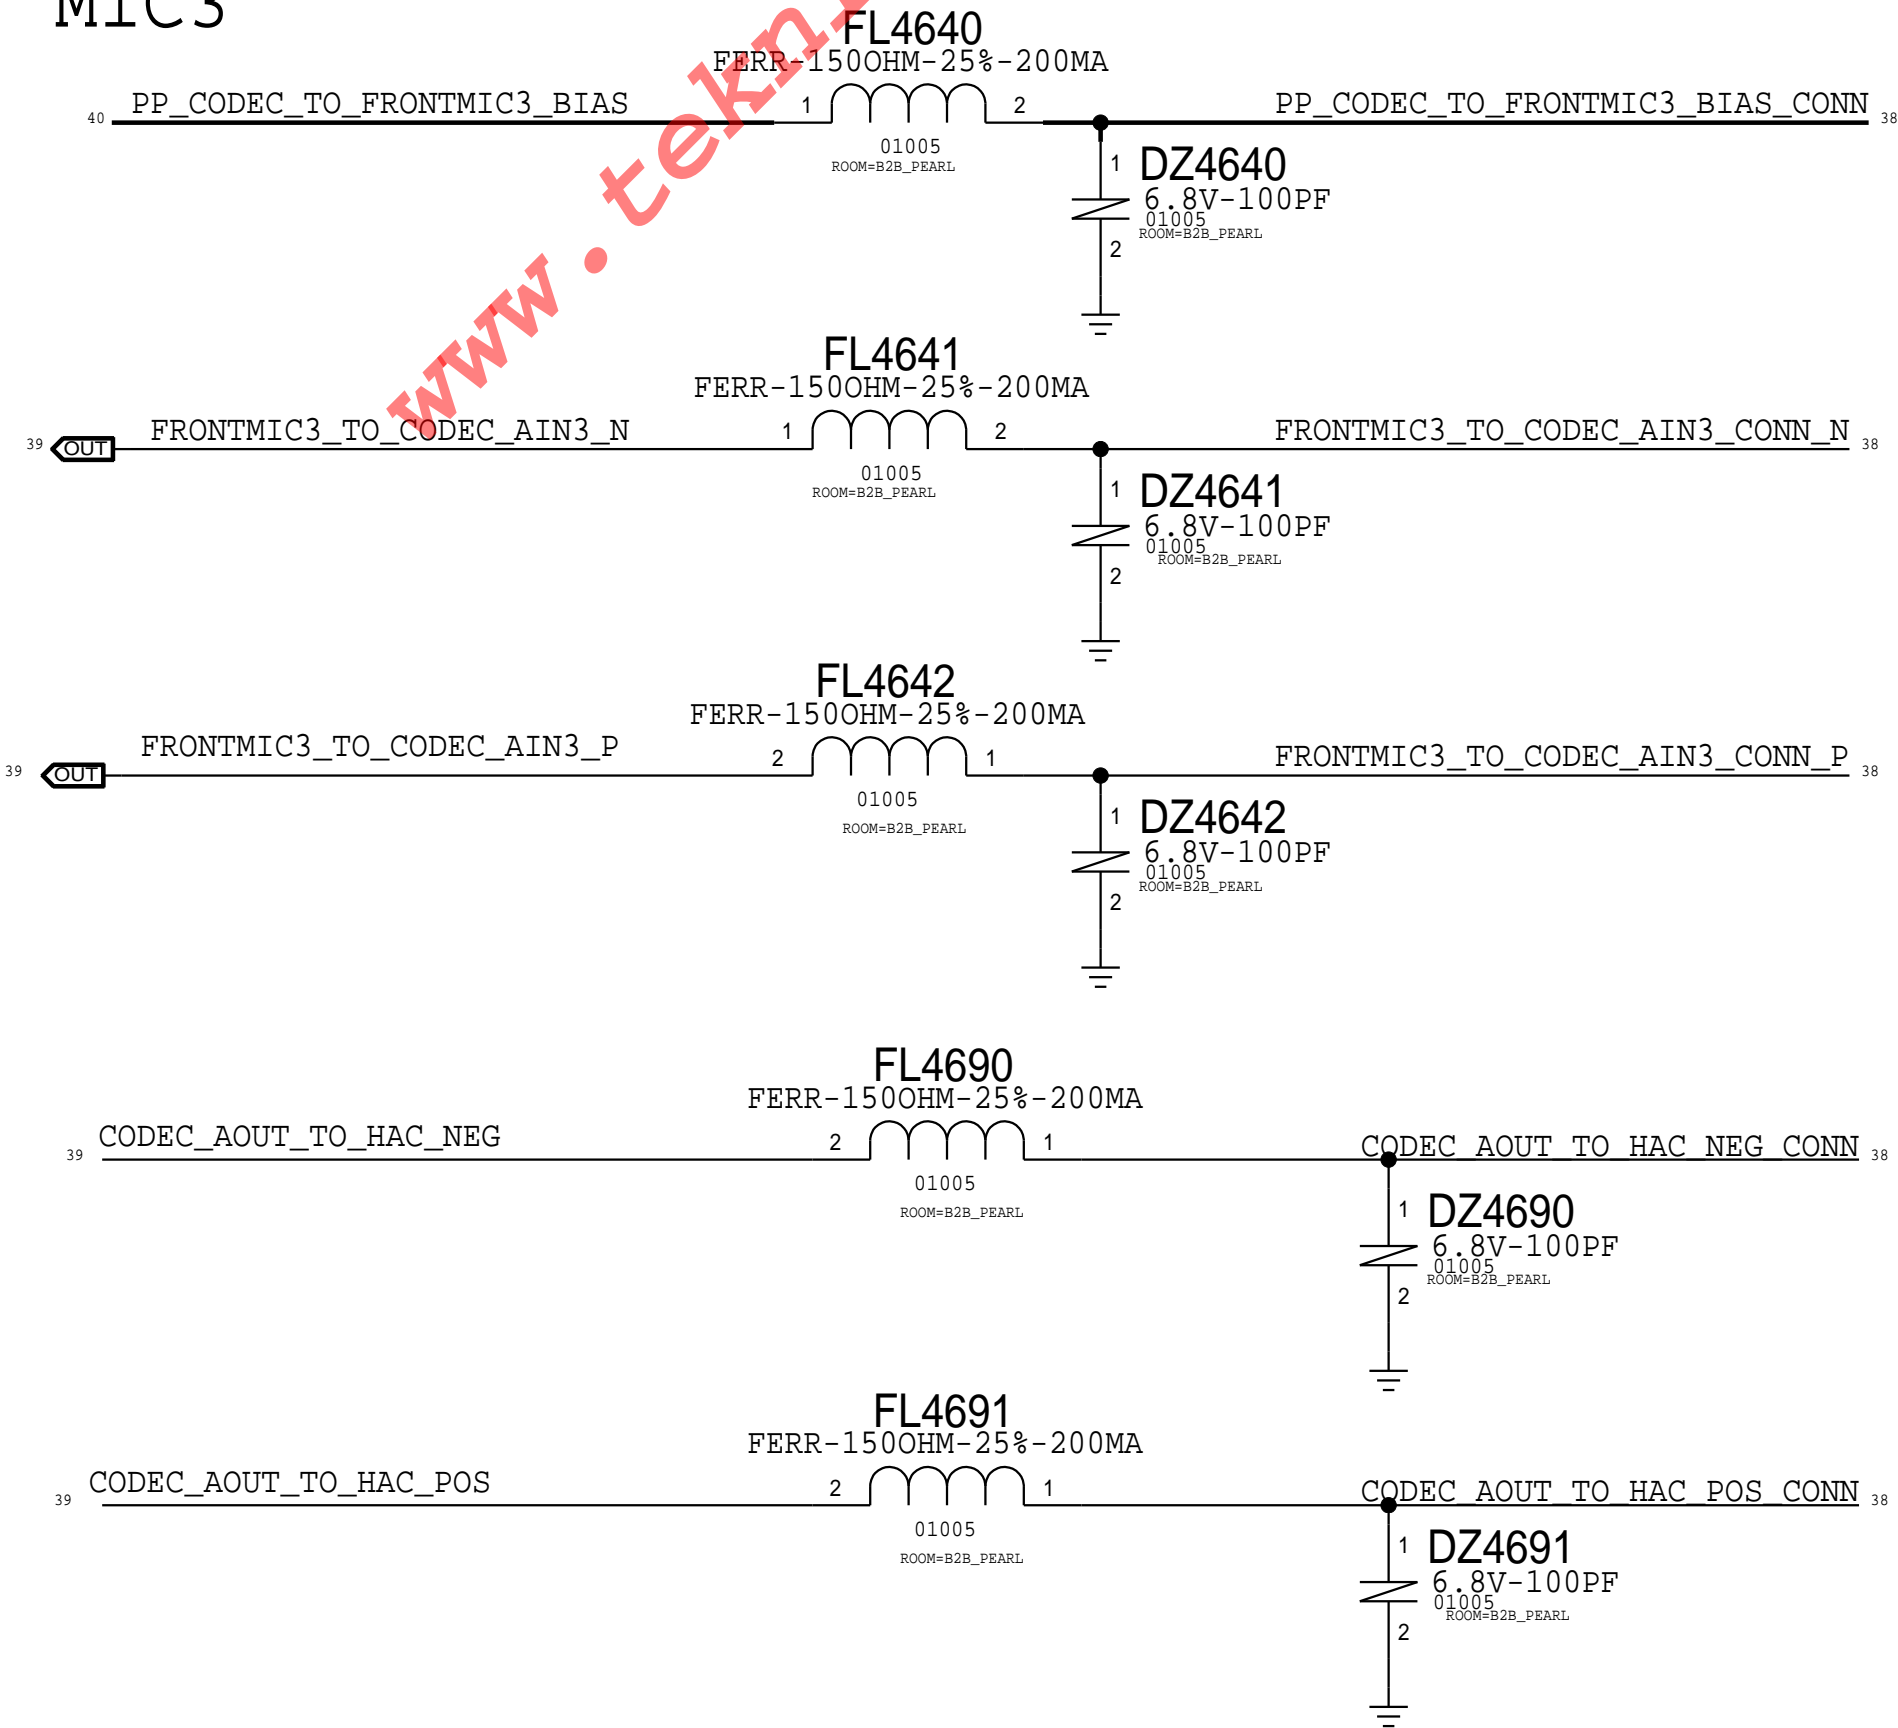 MIC3
FL4640
FERR-150OHM-25%-200MA
40 PP_CODEC_TO_FRONTMIC3_BIAS 1 2 PP_CODEC_TO_FRONTMIC3_BIAS_CONN 38
01005
ROOM=B2B_PEARL
1 DZ4640
6.8V-100PF
01005
ROOM=B2B_PEARL
2
www.tekn
FL4641
FERR-150OHM-25%-200MA
39 OUT FRONTMIC3_TO_CODEC_AIN3_N 1 2 FRONTMIC3_TO_CODEC_AIN3_CONN_N 38
01005
ROOM=B2B_PEARL
1 DZ4641
6.8V-100PF
01005
ROOM=B2B_PEARL
2
FL4642
FERR-150OHM-25%-200MA
39 OUT FRONTMIC3_TO_CODEC_AIN3_P 2 1 FRONTMIC3_TO_CODEC_AIN3_CONN_P 38
01005
ROOM=B2B_PEARL
1 DZ4642
6.8V-100PF
01005
ROOM=B2B_PEARL
2
FL4690
FERR-150OHM-25%-200MA
39 CODEC_AOUT_TO_HAC_NEG 2 1 CODEC_AOUT_TO_HAC_NEG_CONN 38
01005
ROOM=B2B_PEARL
1 DZ4690
6.8V-100PF
01005
ROOM=B2B_PEARL
2
FL4691
FERR-150OHM-25%-200MA
39 CODEC_AOUT_TO_HAC_POS 2 1 CODEC_AOUT_TO_HAC_POS_CONN 38
01005
ROOM=B2B_PEARL
1 DZ4691
6.8V-100PF
01005
ROOM=B2B_PEARL
2